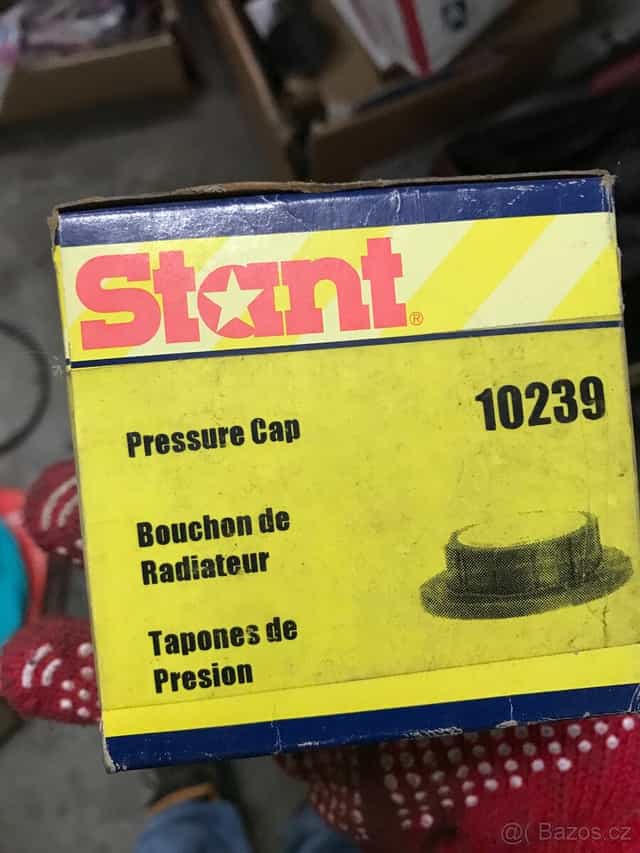 Stant®
Pressure Cap
10239
Bouchon de
Radiateur
Tapones de
Presion
@( Bazos.cz